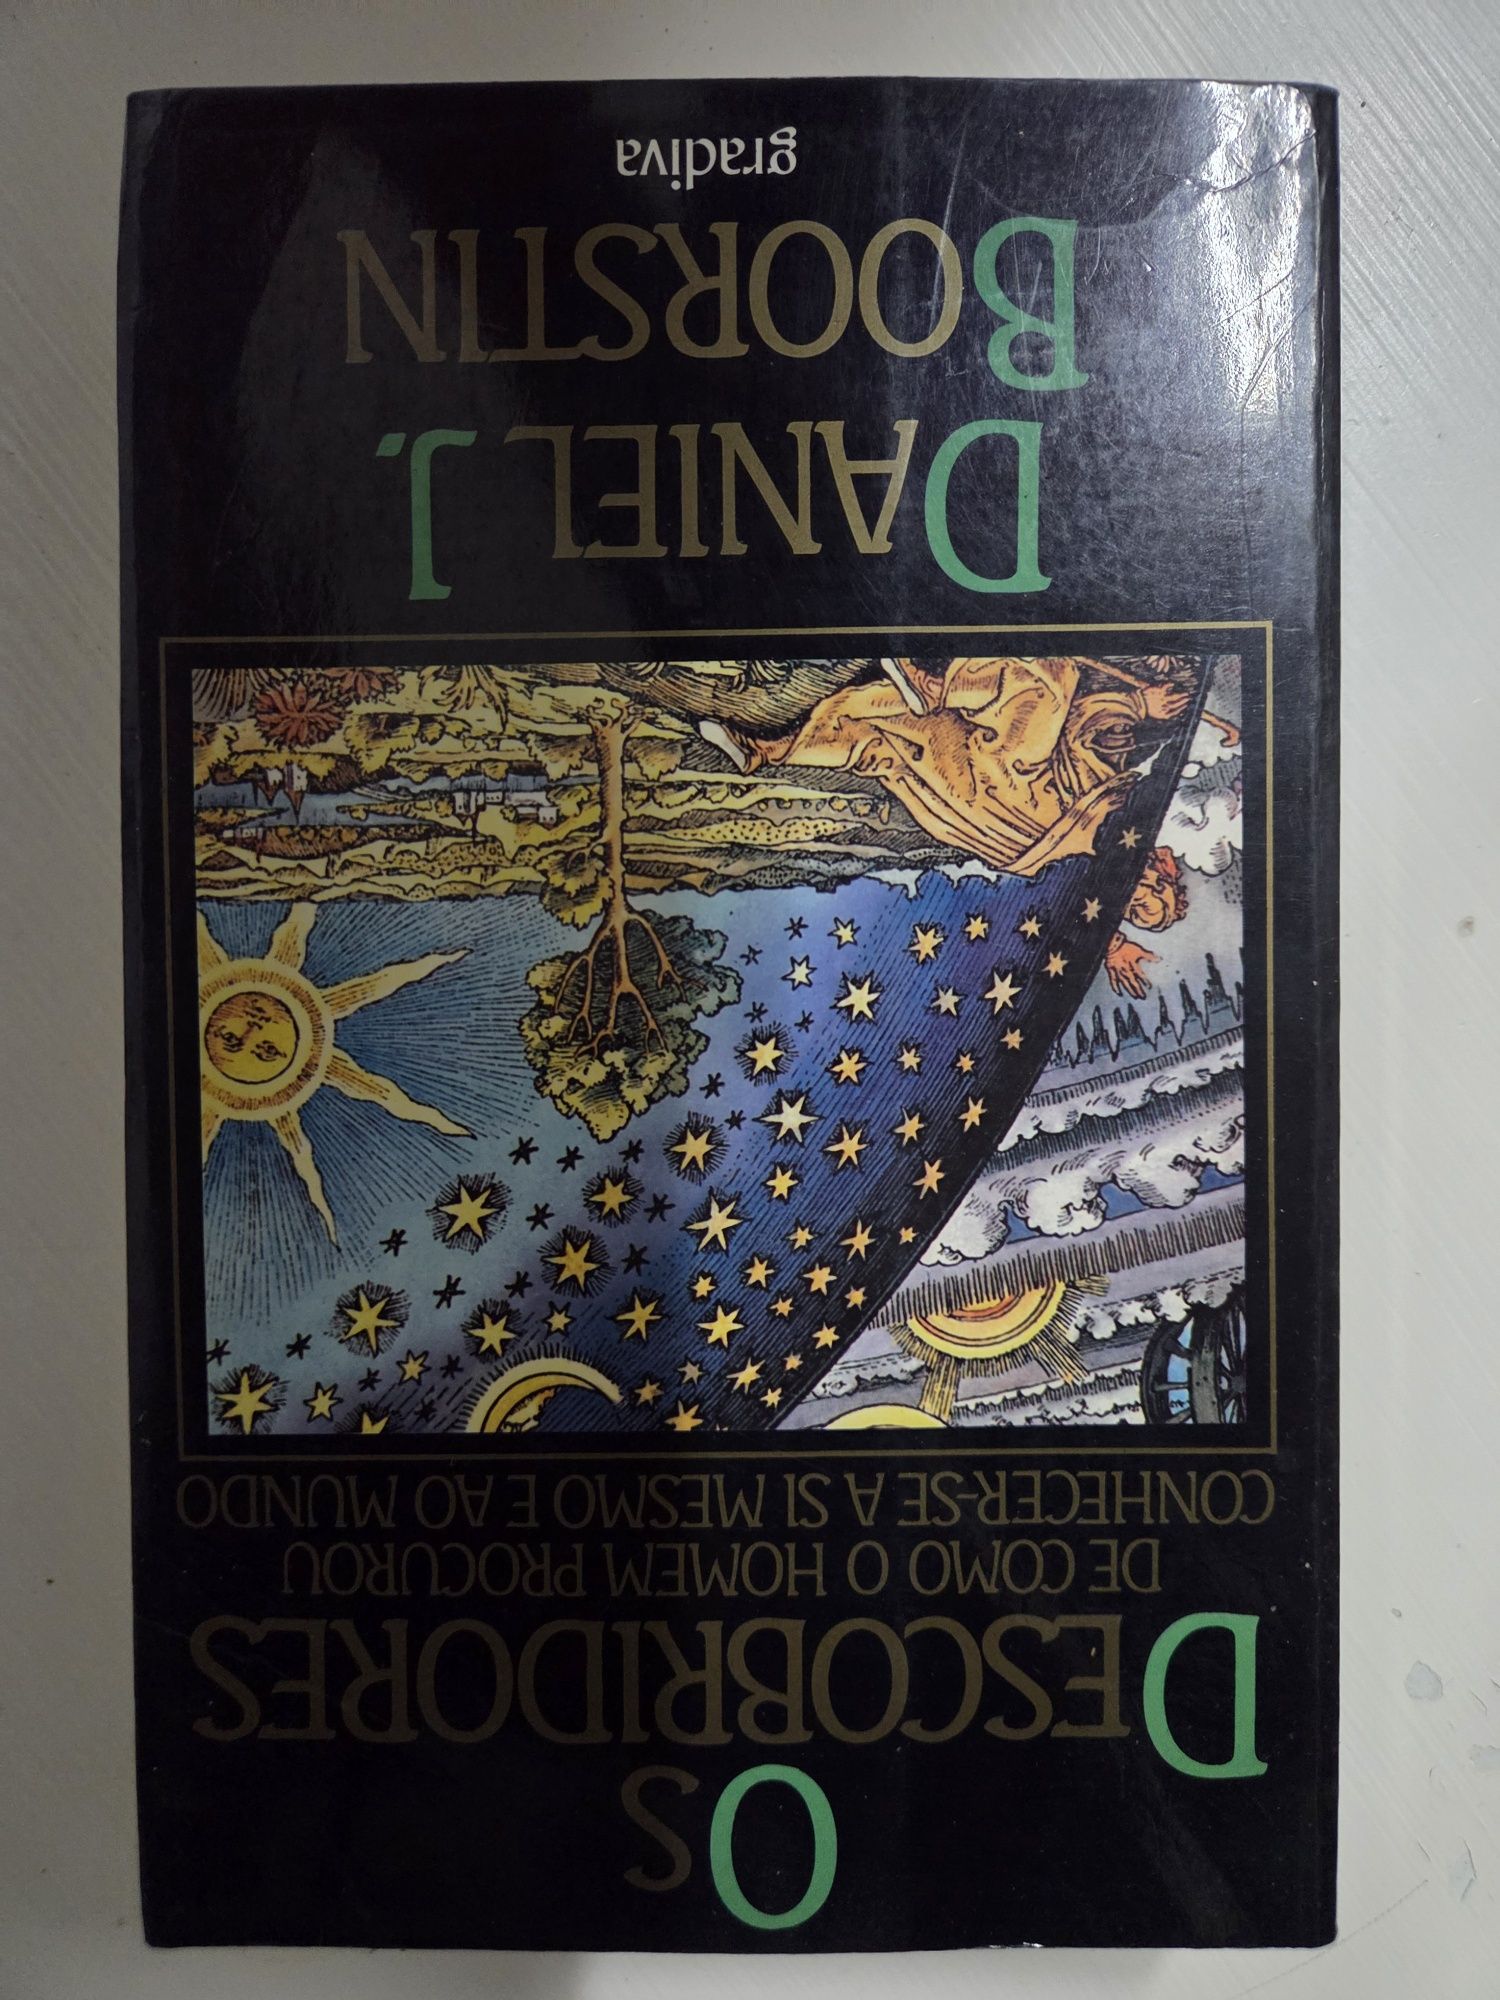 OS
DESCOBRIDORES
DE COMO O HOMEM PROCUROU
CONHECER-SE A SI MESMO E AO MUNDO
DANIEL J.
BOORSTIN
gradiva